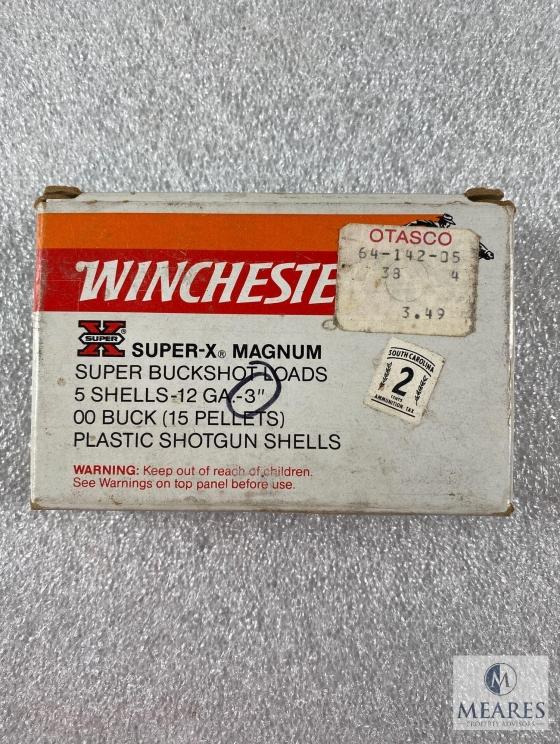 OTASCO
64-142-05
38 4
3.49
WINCHESTE
X SUPER SUPER-X® MAGNUM
SUPER BUCKSHOT LOADS
5 SHELLS-12 GA.-3"
00 BUCK (15 PELLETS)
PLASTIC SHOTGUN SHELLS
SOUTH CAROLINA
2
CENTS
AMMUNITION TAX
WARNING: Keep out of reach of children.
See Warnings on top panel before use.
M
MEARES
PROPERTY ADVISORS